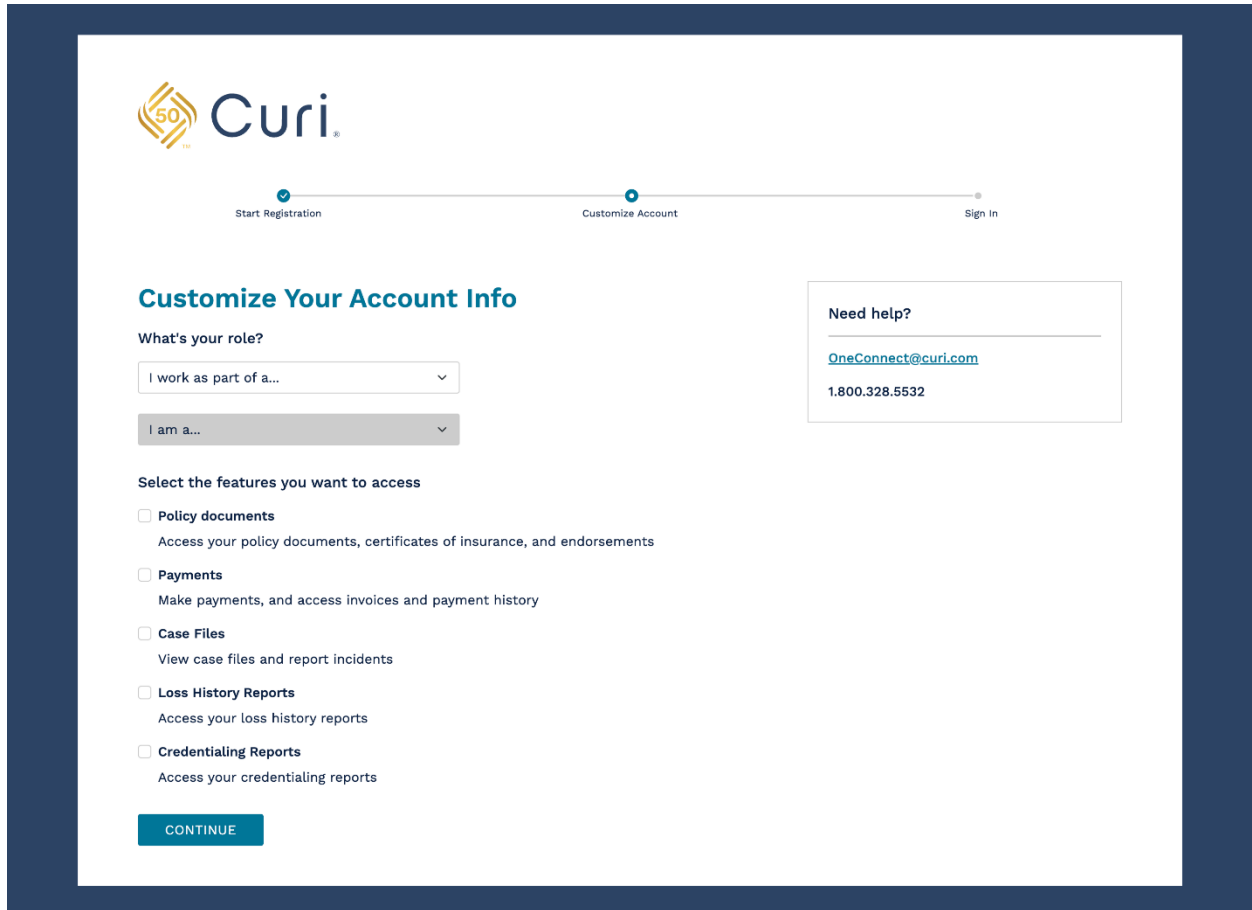 50
TM
Curi®
Start Registration
Customize Account
Sign In
Customize Your Account Info
What's your role?
I work as part of a...
I am a...
Select the features you want to access
Policy documents
Access your policy documents, certificates of insurance, and endorsements
Payments
Make payments, and access invoices and payment history
Case Files
View case files and report incidents
Loss History Reports
Access your loss history reports
Credentialing Reports
Access your credentialing reports
CONTINUE
Need help?
OneConnect@curi.com
1.800.328.5532